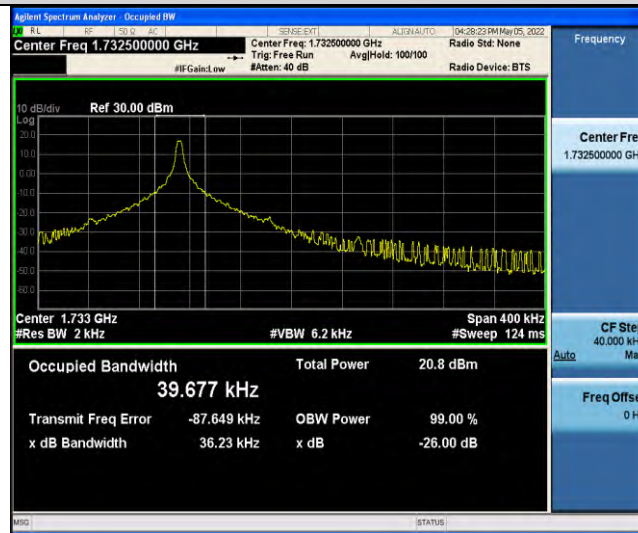 Agilent Spectrum Analyzer - Occupied BW
RL RF 50 Ω AC SENSE:EXT ALIGN AUTO 04:28:23 PM May 05, 2022
Center Freq 1.732500000 GHz
Center Freq: 1.732500000 GHz
Radio Std: None
Trig: Free Run Avg|Hold: 100/100
#IFGain:Low #Atten: 40 dB
Radio Device: BTS
10 dB/div Ref 30.00 dBm
Log
20.0
10.0
0.00
-10.0
-20.0
-30.0
-40.0
-50.0
-60.0
Center 1.733 GHz Span 400 kHz
#Res BW 2 kHz #VBW 6.2 kHz #Sweep 124 ms
Occupied Bandwidth Total Power 20.8 dBm
39.677 kHz
Transmit Freq Error -87.649 kHz OBW Power 99.00 %
x dB Bandwidth 36.23 kHz x dB -26.00 dB
MSG STATUS
Frequency
Center Fre
1.732500000 GH
CF Ste
40.000 kH
Auto Ma
Freq Offse
0 H